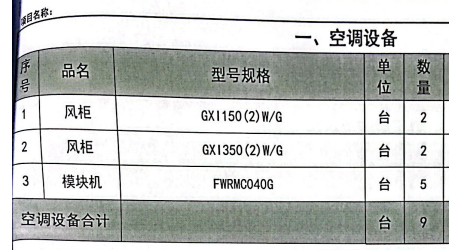 项目名称:
一、空调设备
序号 品名 型号规格 单位 数量
1 风柜 GXI150(2)W/G 台 2
2 风柜 GXI350(2)W/G 台 2
3 模块机 FWRMC040G 台 5
空调设备合计 台 9